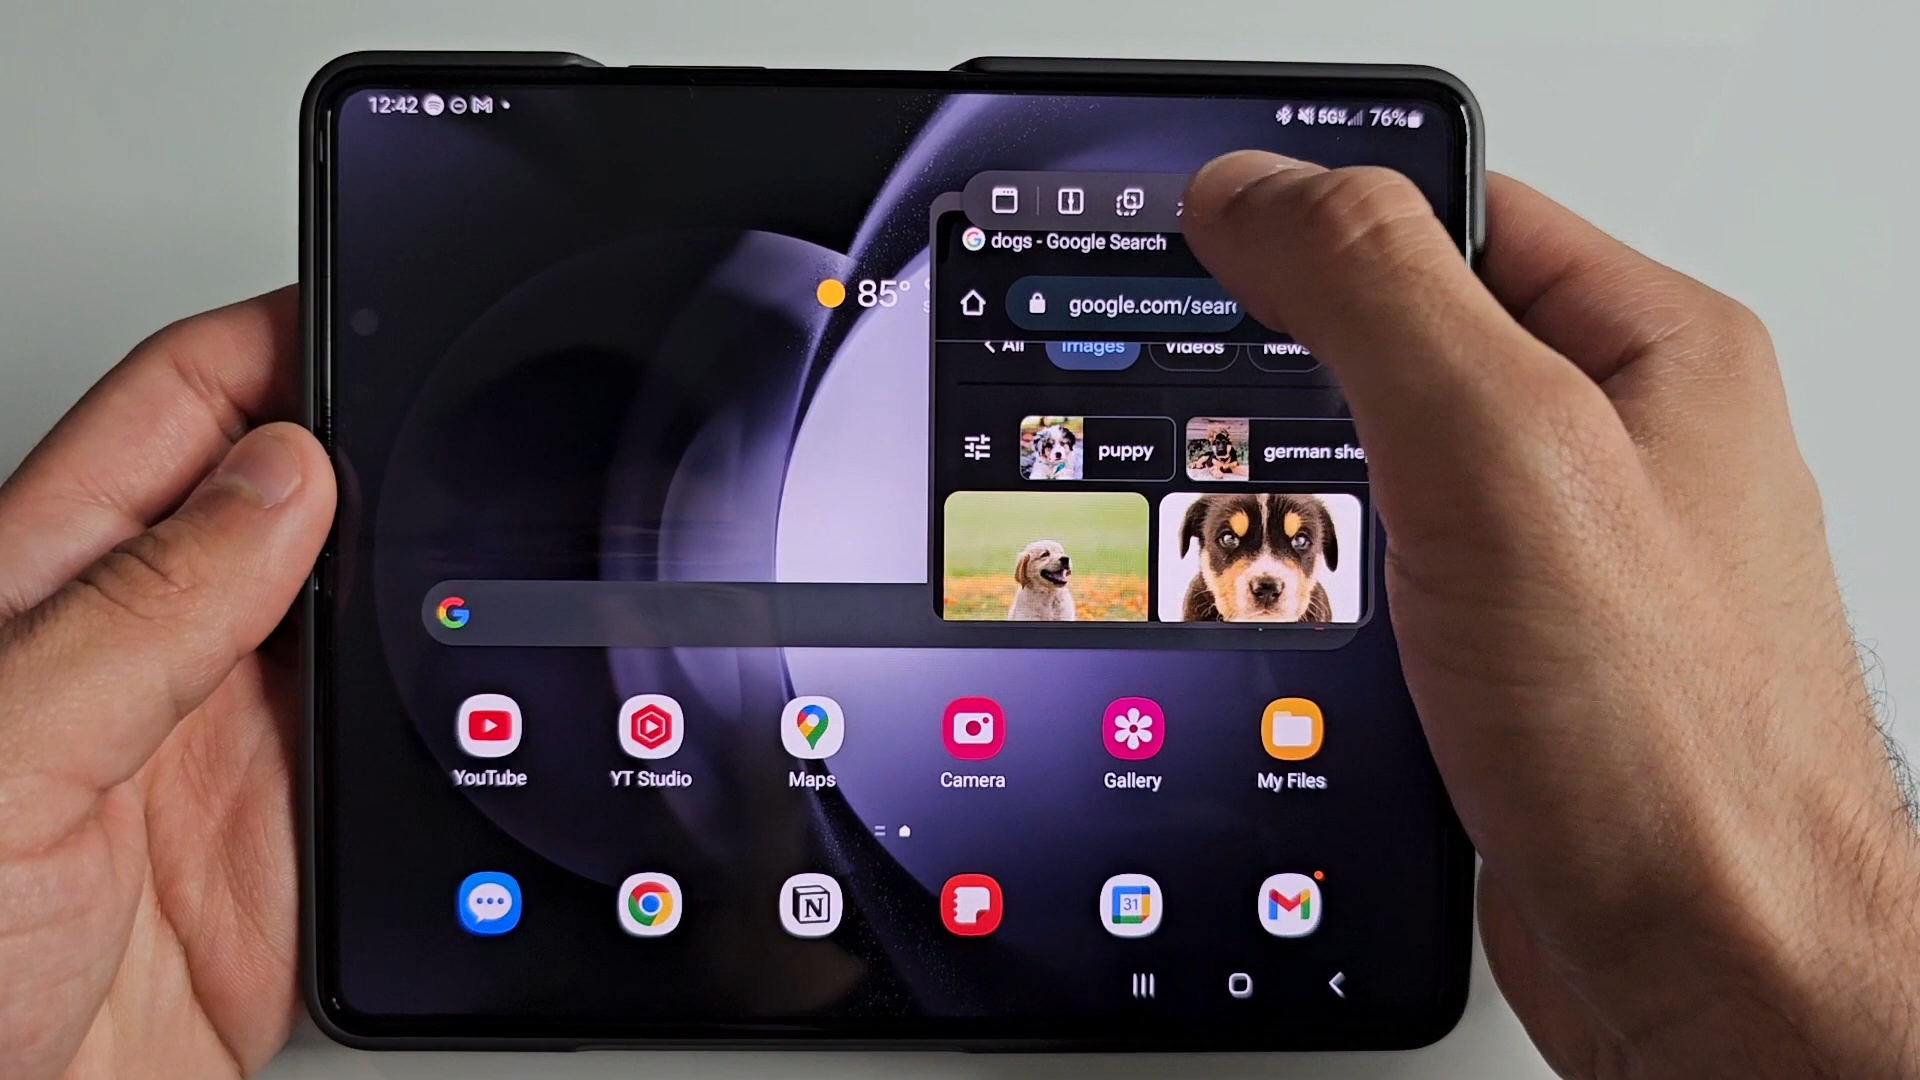 12:42
5G 76%
dogs - Google Search
85°
google.com/sear
All Images Videos News
puppy german she
YouTube YT Studio Maps Camera Gallery My Files
31